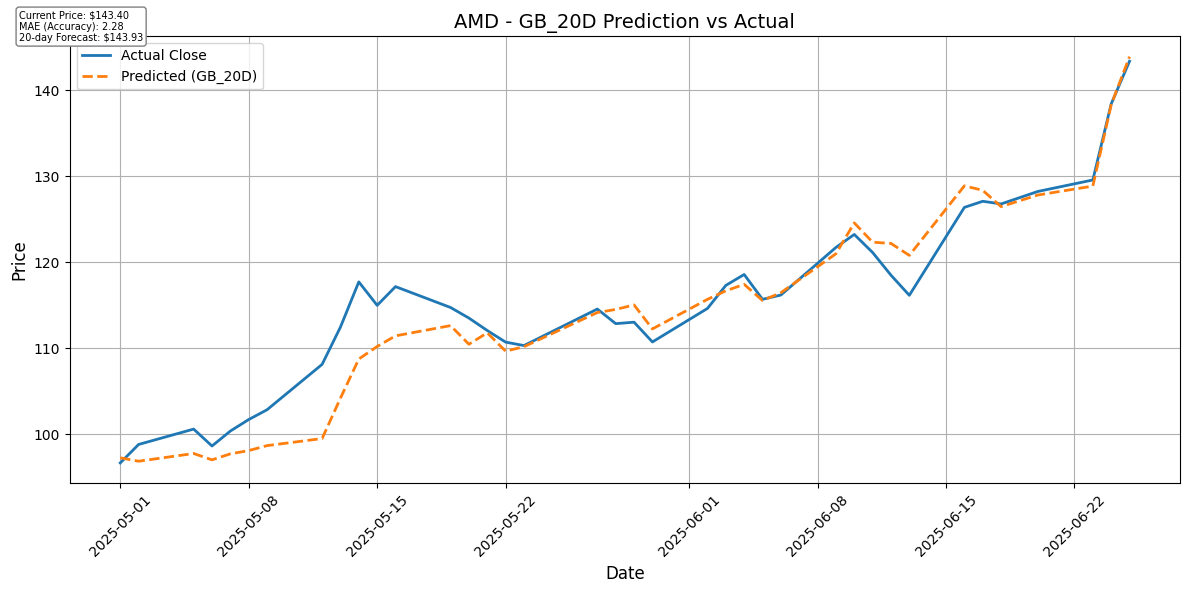 Current Price: $143.40
MAE (Accuracy): 2.28
20-day Forecast: $143.93
AMD - GB_20D Prediction vs Actual
Actual Close
Predicted (GB_20D)
Price
140
130
120
110
100
2025-05-01
2025-05-08
2025-05-15
2025-05-22
2025-06-01
2025-06-08
2025-06-15
2025-06-22
Date